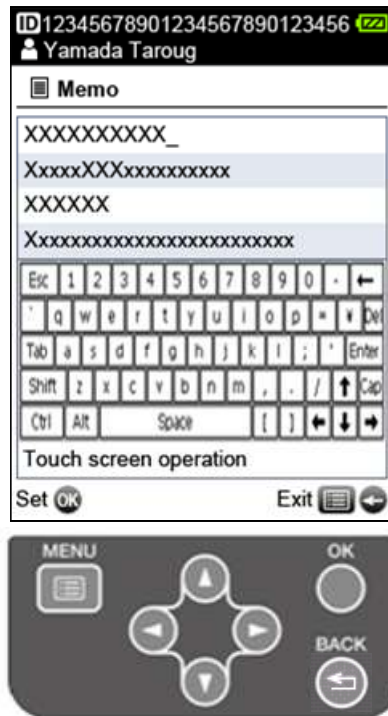 ID12345678901234567890123456
Yamada Taroug
Memo
XXXXXXXXXX_
XxxxxXXXxxxxxxxxxx
XXXXXX
Xxxxxxxxxxxxxxxxxxxxxxxxx
Esc 1 2 3 4 5 6 7 8 9 0 - ←
` q w e r t y u i o p = ¥ Del
Tab a s d f g h j k l ; ' Enter
Shift z x c v b n m , . / ↑ Cap
Ctrl Alt Space [ ] ← ↓ →
Touch screen operation
Set OK Exit
MENU OK
BACK